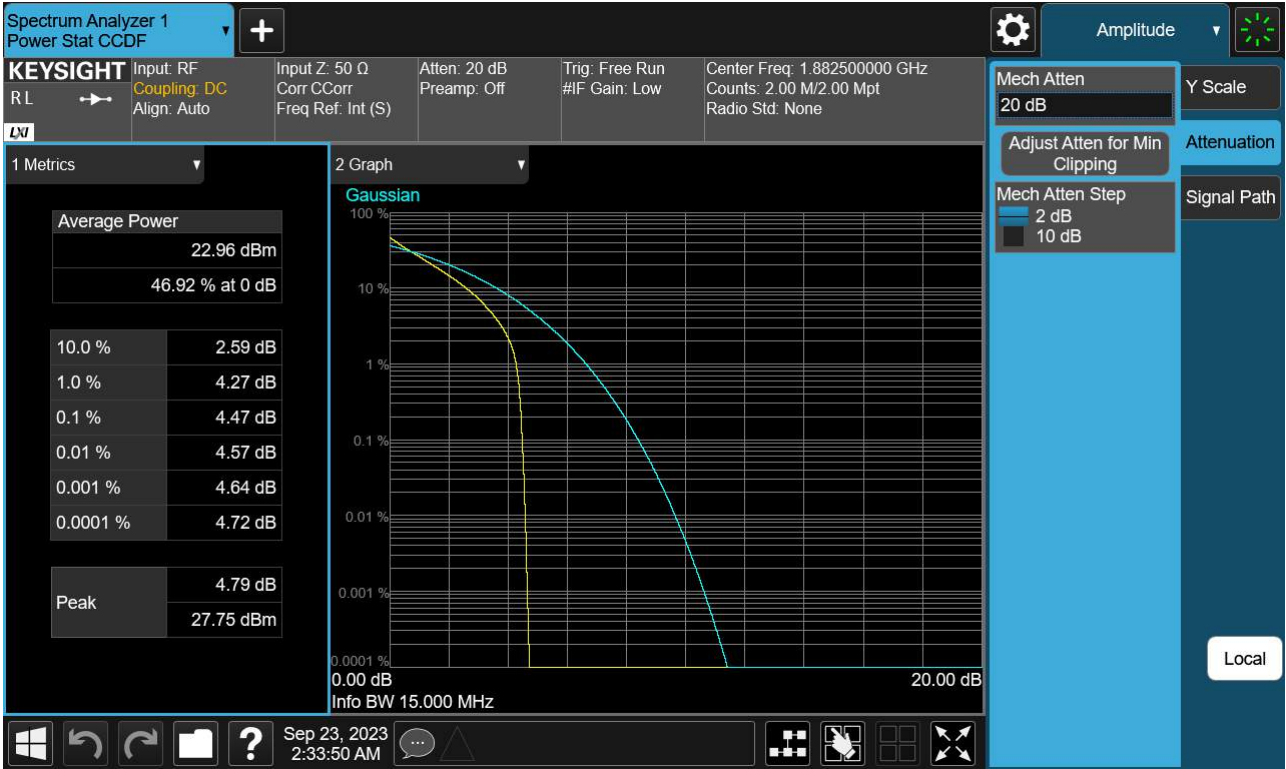 Spectrum Analyzer 1
Power Stat CCDF
+
Amplitude
KEYSIGHT
RL
LXI
Input: RF
Coupling: DC
Align: Auto
Input Z: 50 Ω
Corr CCorr
Freq Ref: Int (S)
Atten: 20 dB
Preamp: Off
Trig: Free Run
#IF Gain: Low
Center Freq: 1.882500000 GHz
Counts: 2.00 M/2.00 Mpt
Radio Std: None
1 Metrics
Average Power
22.96 dBm
46.92 % at 0 dB
10.0 % 2.59 dB
1.0 % 4.27 dB
0.1 % 4.47 dB
0.01 % 4.57 dB
0.001 % 4.64 dB
0.0001 % 4.72 dB
Peak
4.79 dB
27.75 dBm
2 Graph
Gaussian
100 %
10 %
1 %
0.1 %
0.01 %
0.001 %
0.0001 %
0.00 dB 20.00 dB
Info BW 15.000 MHz
Mech Atten
20 dB
Adjust Atten for Min
Clipping
Mech Atten Step
2 dB
10 dB
Y Scale
Attenuation
Signal Path
Local
?
Sep 23, 2023
2:33:50 AM